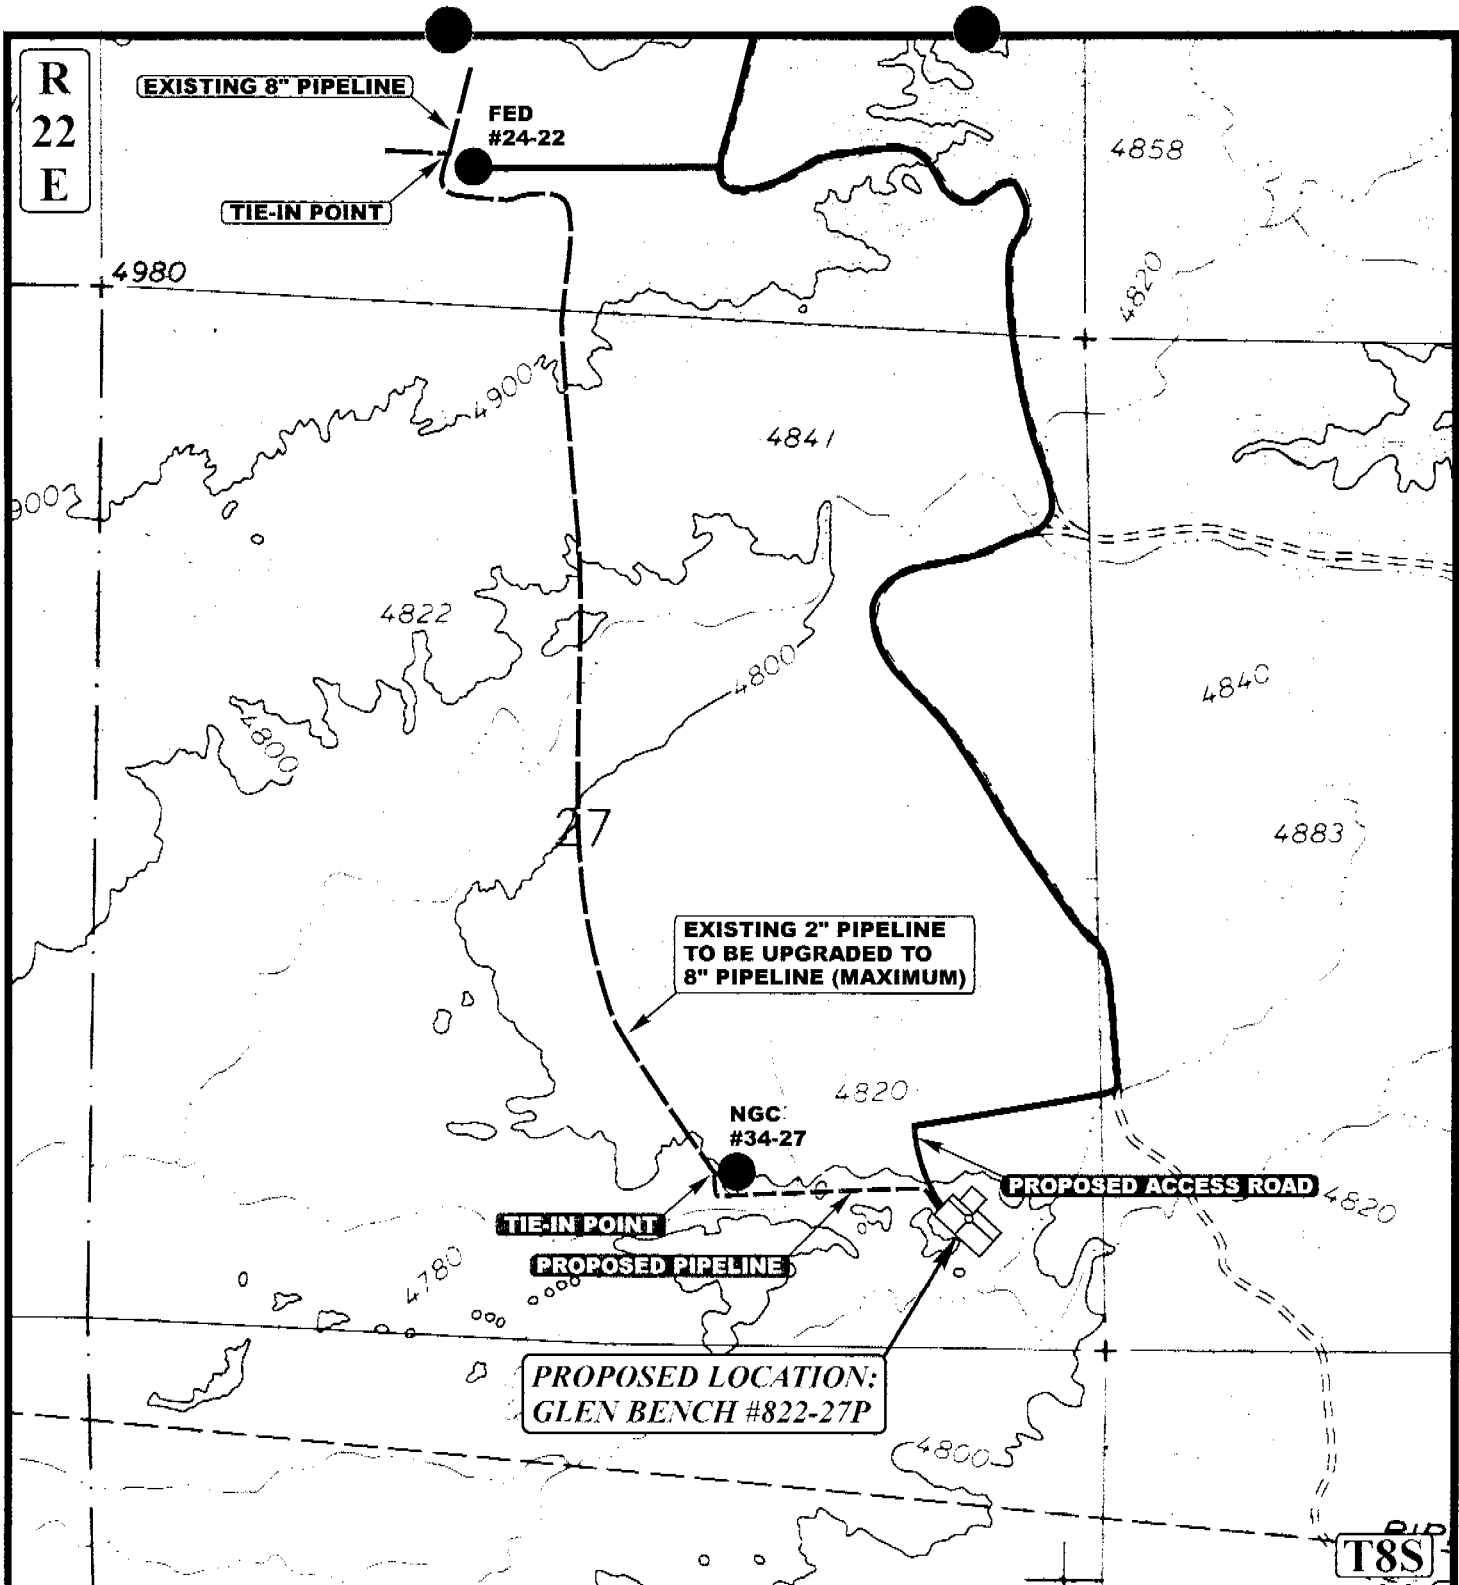 R
22
E
EXISTING 8" PIPELINE
FED
#24-22
TIE-IN POINT
4858
4980
4820
4900
4841
900
4822
4800
4800
4840
27
4883
EXISTING 2" PIPELINE
TO BE UPGRADED TO
8" PIPELINE (MAXIMUM)
4820
NGC
#34-27
PROPOSED ACCESS ROAD
4820
TIE-IN POINT
PROPOSED PIPELINE
4780
PROPOSED LOCATION:
GLEN BENCH #822-27P
4800
T8S